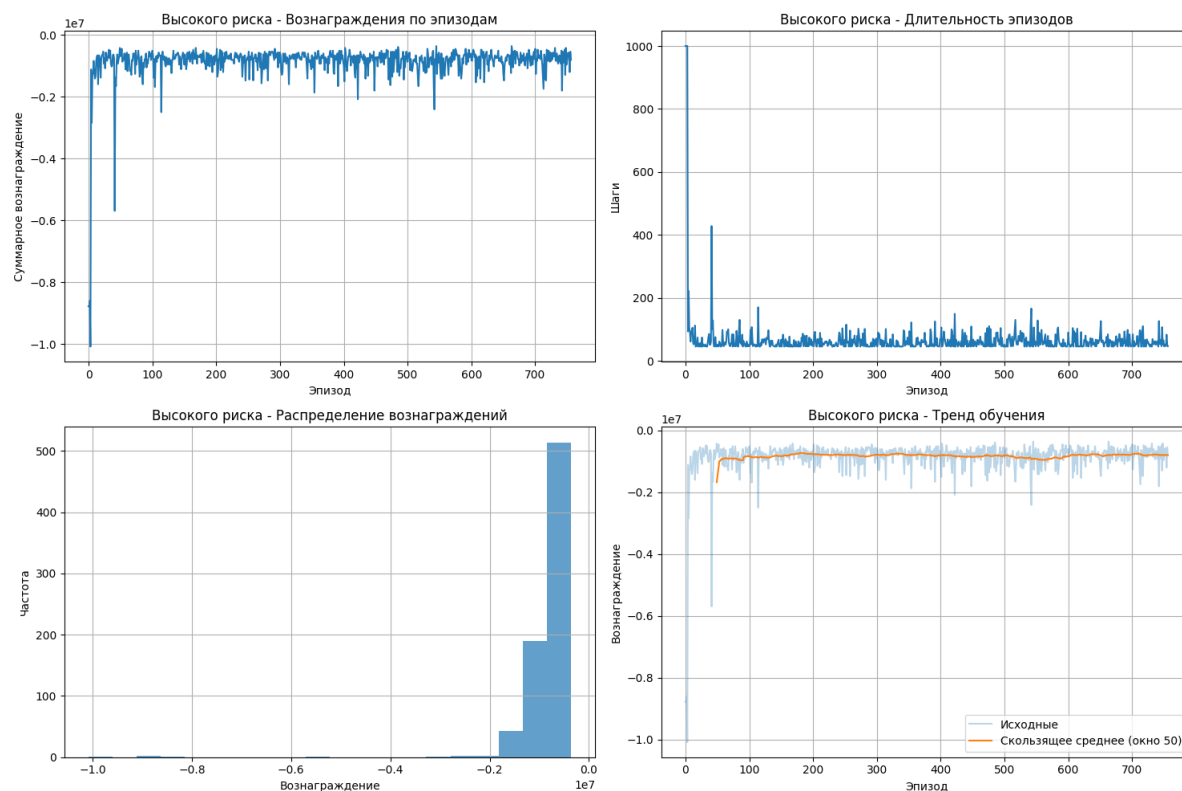 Высокого риска - Вознаграждения по эпизодам
1e7
0.0
−0.2
−0.4
−0.6
−0.8
−1.0
Суммарное вознаграждение
0 100 200 300 400 500 600 700
Эпизод
Высокого риска - Длительность эпизодов
1000
800
600
400
200
0
Шаги
0 100 200 300 400 500 600 700
Эпизод
Высокого риска - Распределение вознаграждений
500
400
300
200
100
0
Частота
−1.0 −0.8 −0.6 −0.4 −0.2 0.0
1e7
Вознаграждение
Высокого риска - Тренд обучения
1e7
0.0
−0.2
−0.4
−0.6
−0.8
−1.0
Вознаграждение
Исходные
Скользящее среднее (окно 50)
0 100 200 300 400 500 600 700
Эпизод